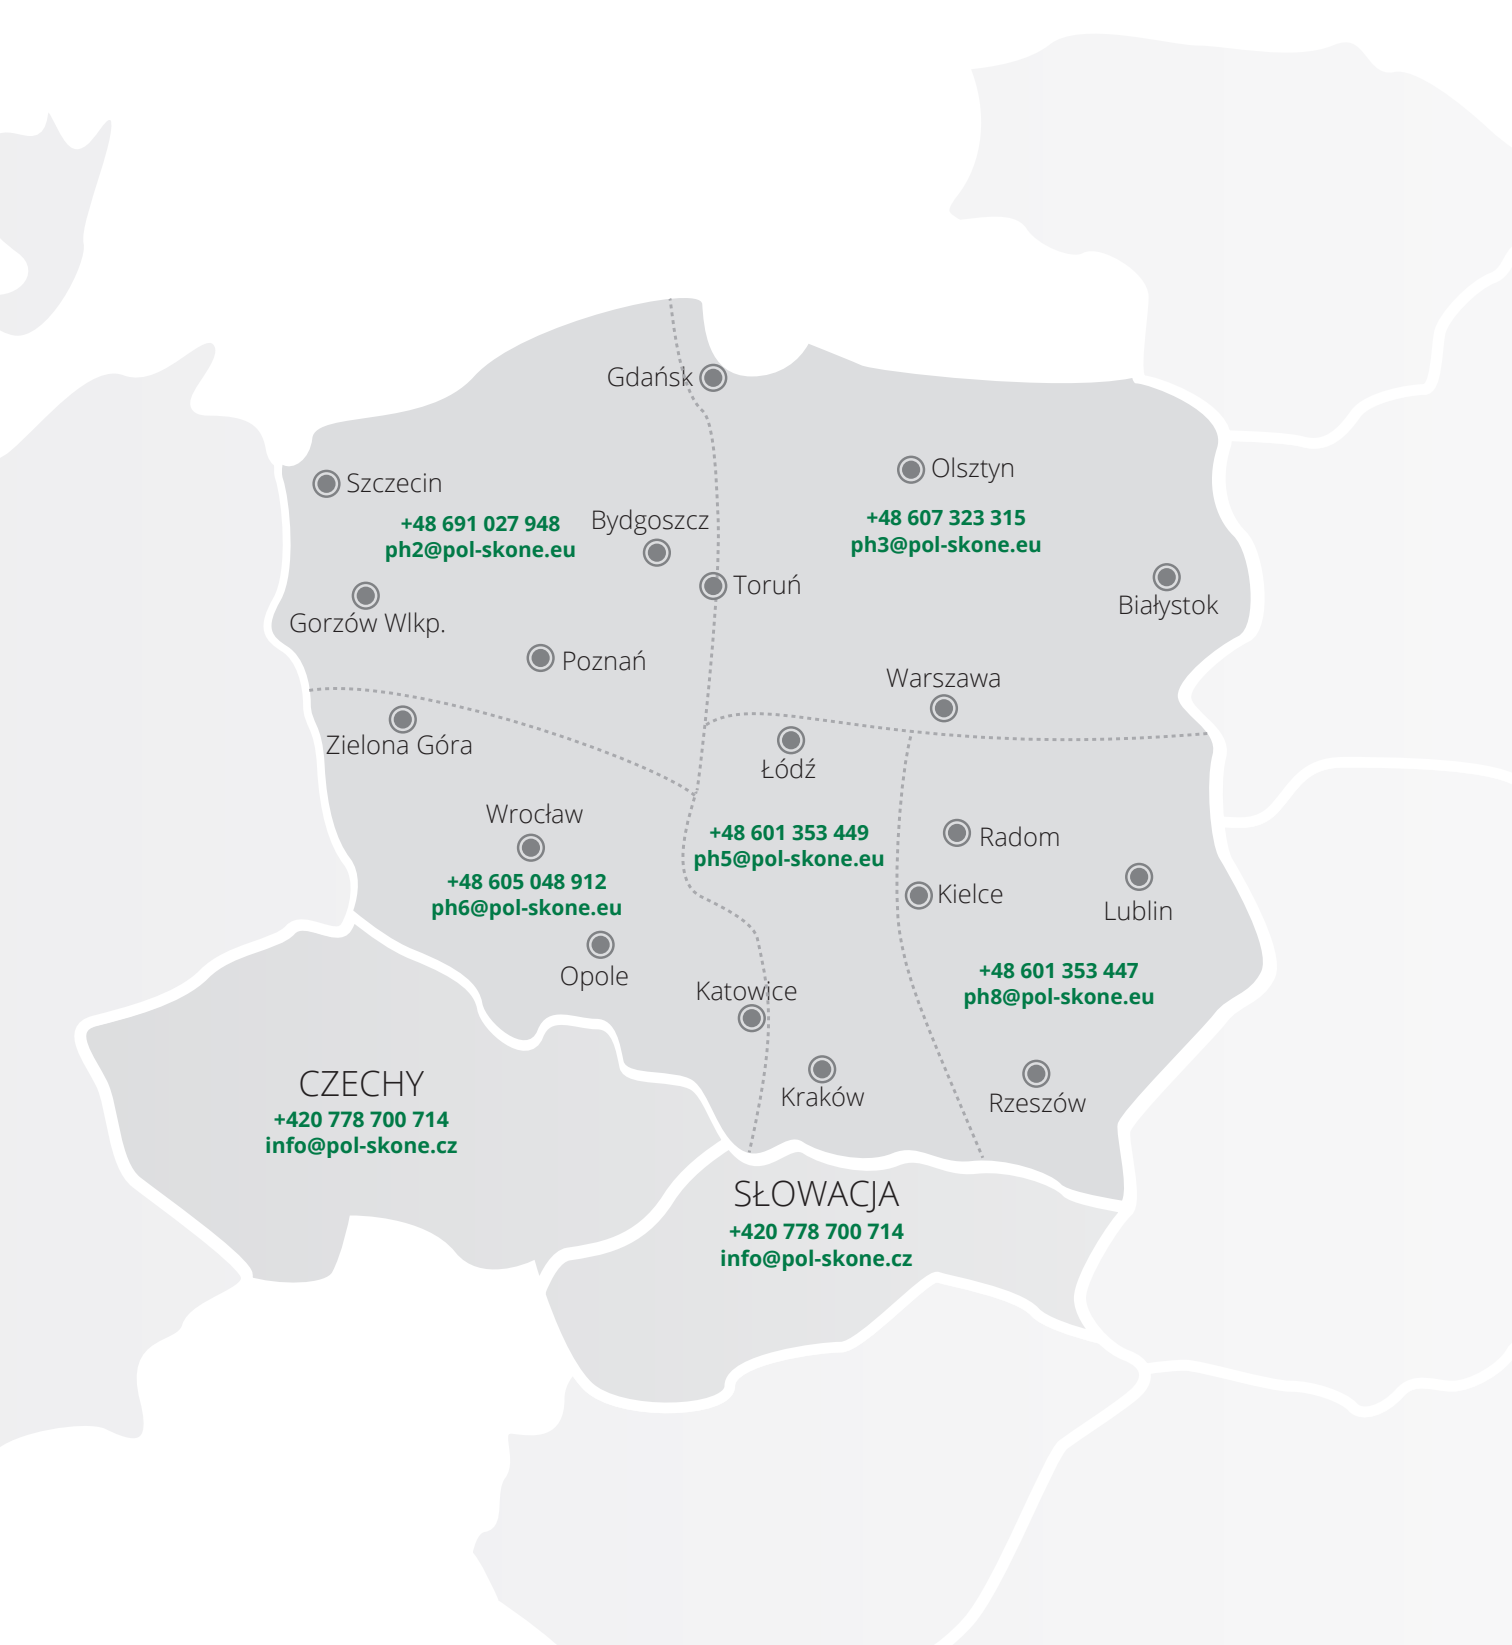 Gdańsk
Olsztyn
Szczecin
+48 607 323 315
ph3@pol-skone.eu
Bydgoszcz
+48 691 027 948
ph2@pol-skone.eu
Toruń
Białystok
Gorzów Wlkp.
Poznań
Warszawa
Zielona Góra
Łódź
Wrocław
+48 601 353 449
ph5@pol-skone.eu
Radom
+48 605 048 912
ph6@pol-skone.eu
Kielce
Lublin
Opole
+48 601 353 447
ph8@pol-skone.eu
Katowice
Kraków
Rzeszów
CZECHY
+420 778 700 714
info@pol-skone.cz
SŁOWACJA
+420 778 700 714
info@pol-skone.cz